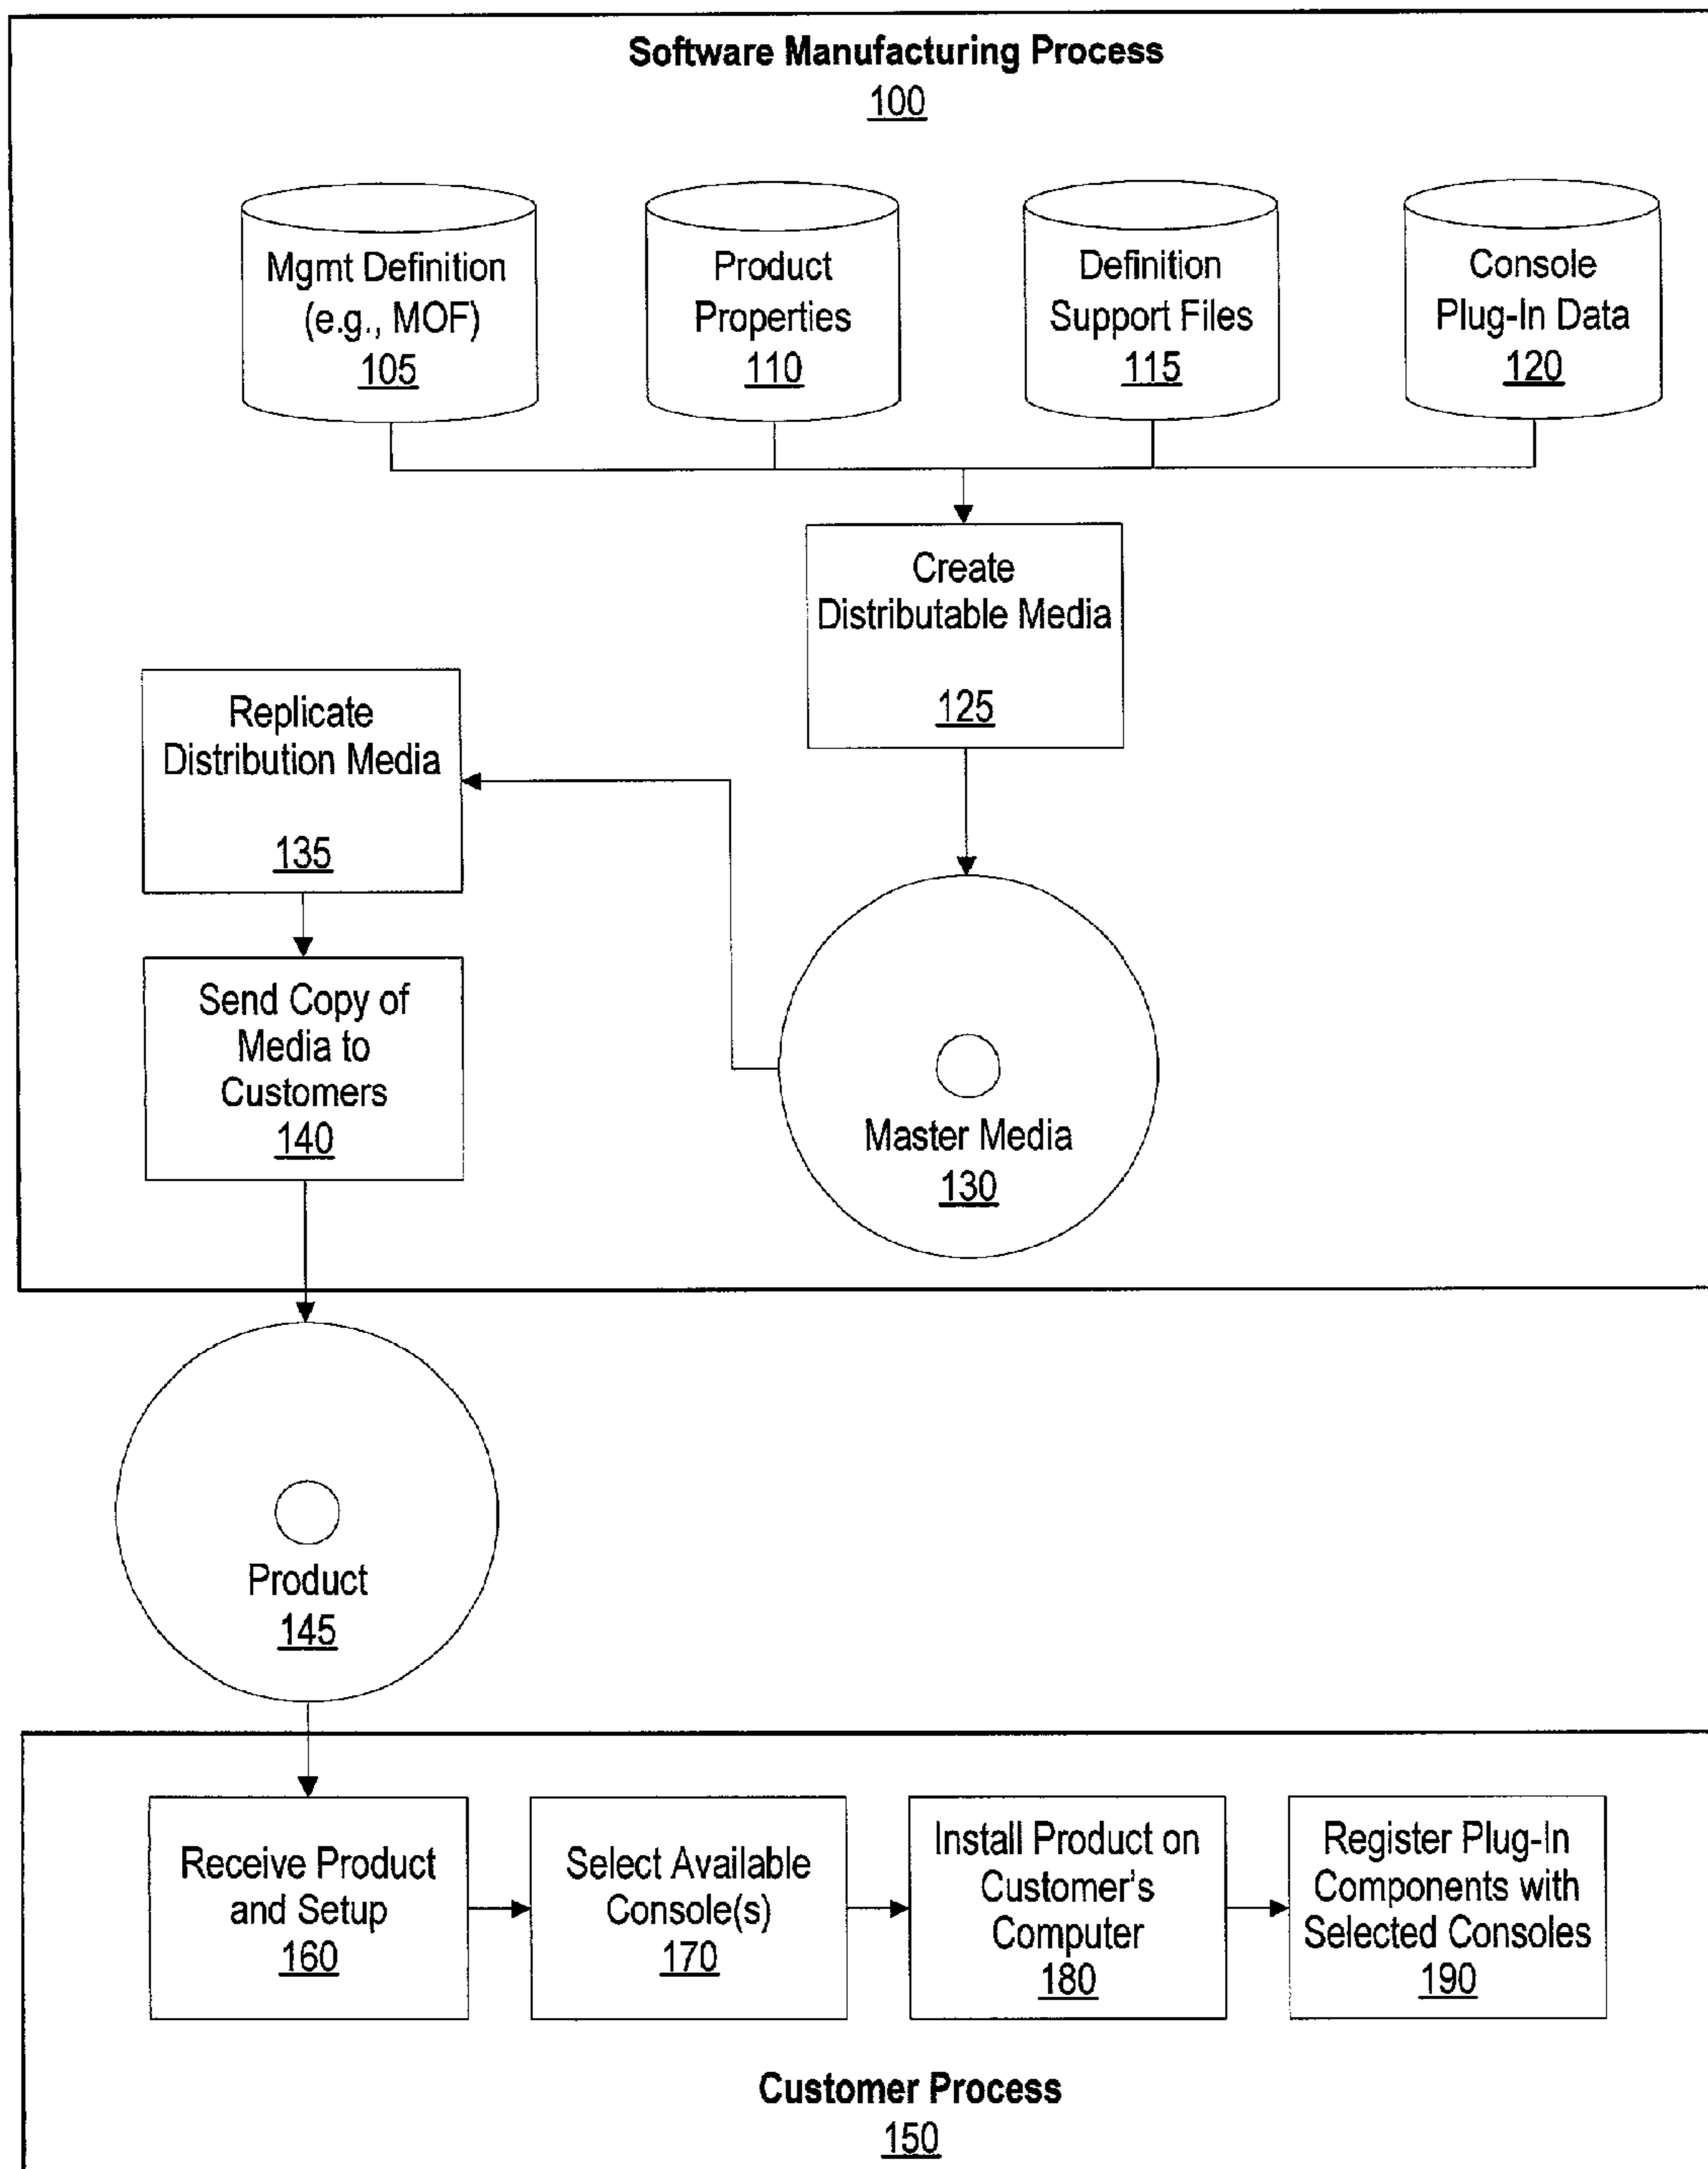 Software Manufacturing Process
100
Mgmt Definition
(e.g., MOF)
105
Product
Properties
110
Definition
Support Files
115
Console
Plug-In Data
120
Create
Distributable Media
125
Replicate
Distribution Media
135
Send Copy of
Media to
Customers
140
Master Media
130
Product
145
Receive Product
and Setup
160
Select Available
Console(s)
170
Install Product on
Customer's
Computer
180
Register Plug-In
Components with
Selected Consoles
190
Customer Process
150